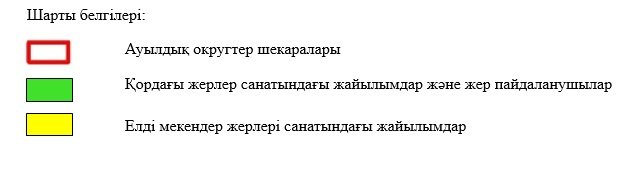 Шарты белгілері:
Ауылдық округтер шекаралары
Қордағы жерлер санатындағы жайылымдар және жер пайдаланушылар
Елді мекендер жерлері санатындағы жайылымдар